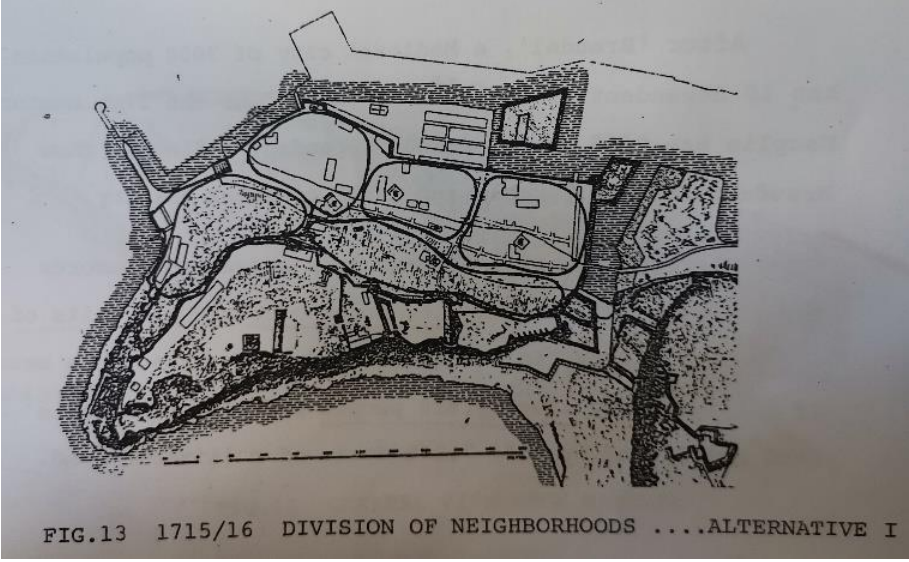 FIG.13 1715/16 DIVISION OF NEIGHBORHOODS ....ALTERNATIVE I